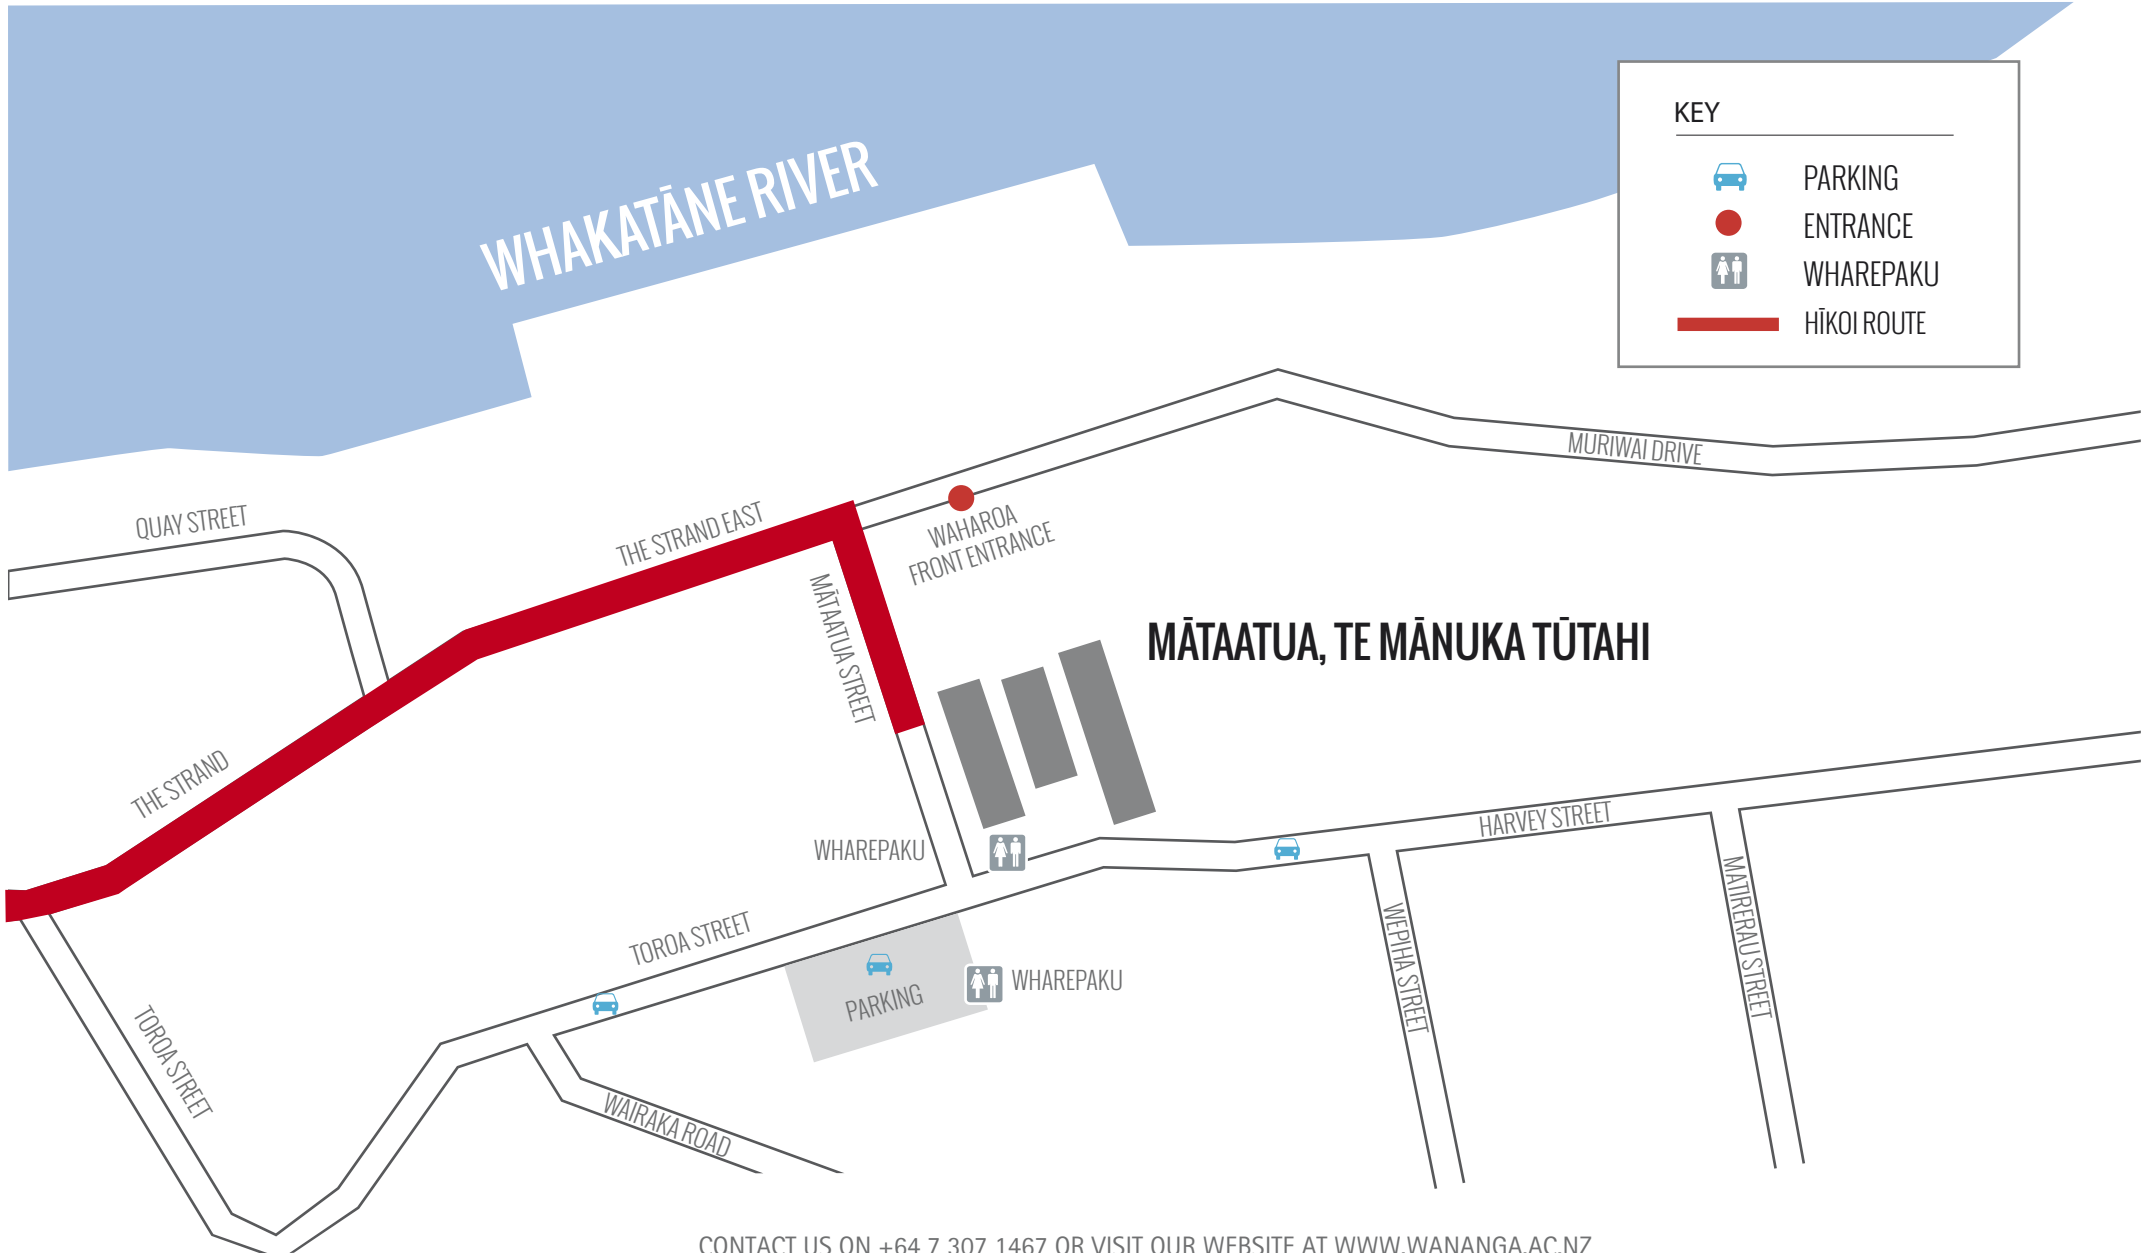 WHAKATĀNE RIVER
KEY
PARKING
ENTRANCE
WHAREPAKU
HĪKOI ROUTE
MURIWAI DRIVE
QUAY STREET
THE STRAND EAST
WAHAROA
FRONT ENTRANCE
MĀTAATUA STREET
MĀTAATUA, TE MĀNUKA TŪTAHI
THE STRAND
HARVEY STREET
WHAREPAKU
MATIRERAU STREET
WEPIHA STREET
TOROA STREET
WHAREPAKU
PARKING
TOROA STREET
WAIRAKA ROAD
CONTACT US ON +64 7 307 1467 OR VISIT OUR WEBSITE AT WWW.WANANGA.AC.NZ